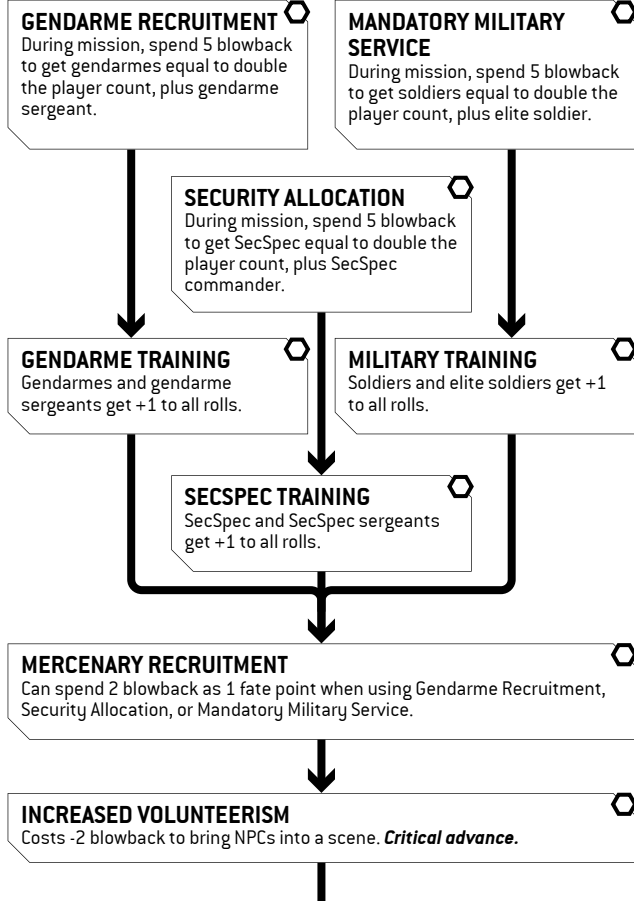 GENDARME RECRUITMENT
During mission, spend 5 blowback
to get gendarmes equal to double
the player count, plus gendarme
sergeant.
MANDATORY MILITARY
SERVICE
During mission, spend 5 blowback
to get soldiers equal to double the
player count, plus elite soldier.
SECURITY ALLOCATION
During mission, spend 5 blowback
to get SecSpec equal to double the
player count, plus SecSpec
commander.
GENDARME TRAINING
Gendarmes and gendarme
sergeants get +1 to all rolls.
MILITARY TRAINING
Soldiers and elite soldiers get +1
to all rolls.
SECSPEC TRAINING
SecSpec and SecSpec sergeants
get +1 to all rolls.
MERCENARY RECRUITMENT
Can spend 2 blowback as 1 fate point when using Gendarme Recruitment,
Security Allocation, or Mandatory Military Service.
INCREASED VOLUNTEERISM
Costs -2 blowback to bring NPCs into a scene. Critical advance.